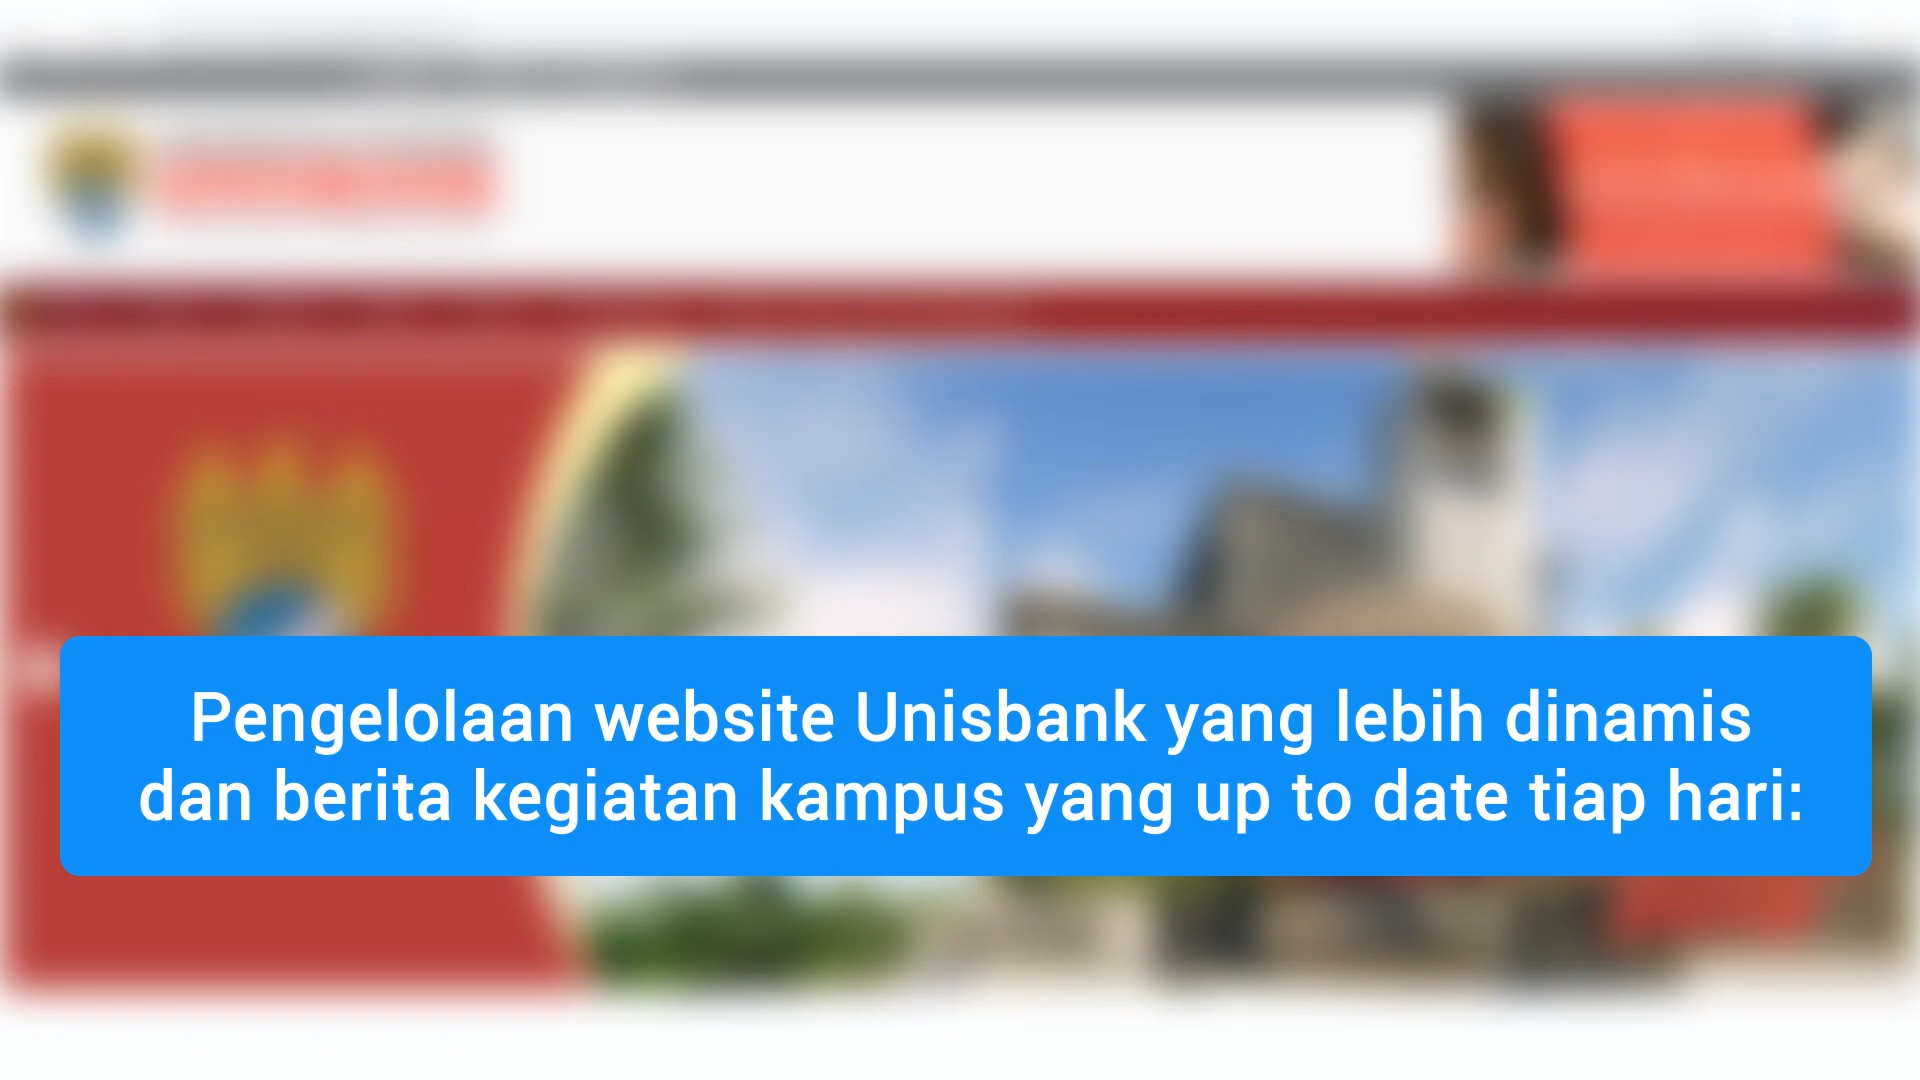 Pengelolaan website Unisbank yang lebih dinamis
dan berita kegiatan kampus yang up to date tiap hari: